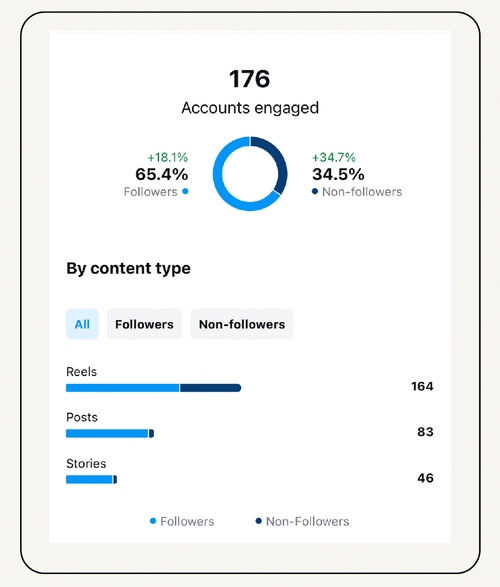 176
Accounts engaged
+18.1%
65.4%
Followers
+34.7%
34.5%
Non-followers
By content type
All Followers Non-followers
Reels
164
Posts
83
Stories
46
Followers Non-Followers